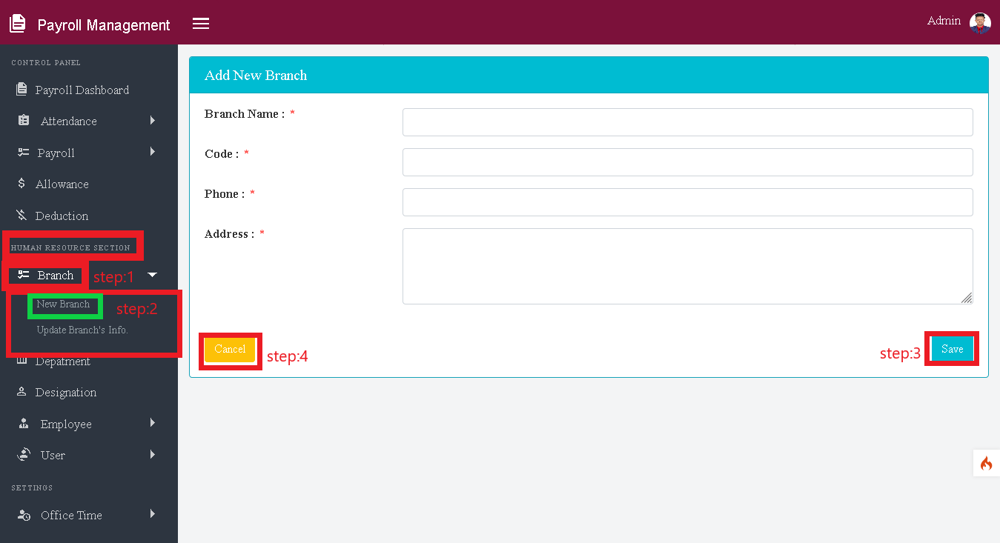 Payroll Management
Admin
CONTROL PANEL
Payroll Dashboard
Attendance
Payroll
Allowance
Deduction
HUMAN RESOURCE SECTION
Branch step:1
New Branch step:2
Update Branch's Info.
Depatment
Designation
Employee
User
SETTINGS
Office Time
Add New Branch
Branch Name : *
Code : *
Phone : *
Address : *
Cancel step:4
step:3 Save